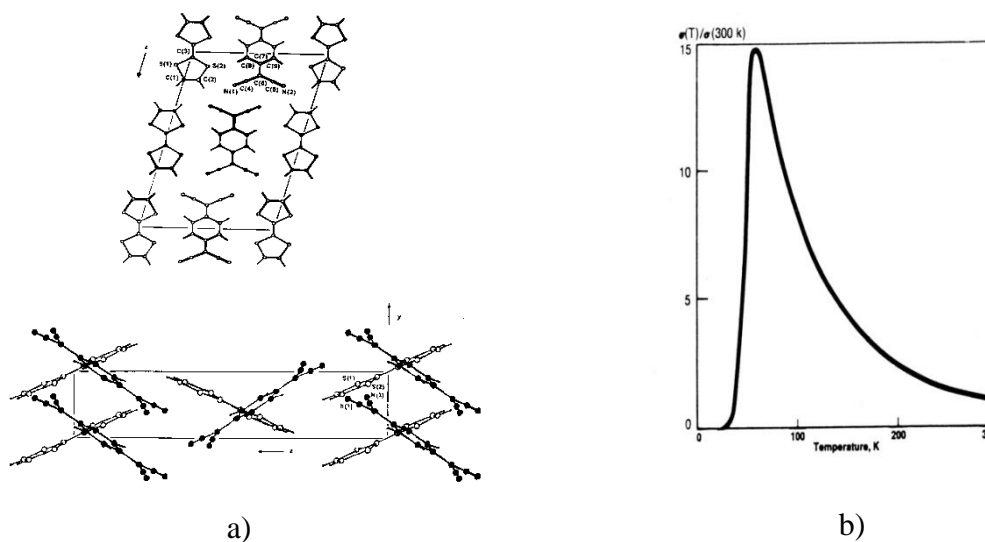 z
C(3)
S(1)
S(2)
C(1)
C(2)
C(7)
C(8)
C(9)
C(6)
N(1)
C(4)
C(5)
N(2)
y
S(1)
S(2)
N(1)
z
a)
σ(T)/σ(300 k)
15
10
5
0
0
100
200
Temperature, K
b)